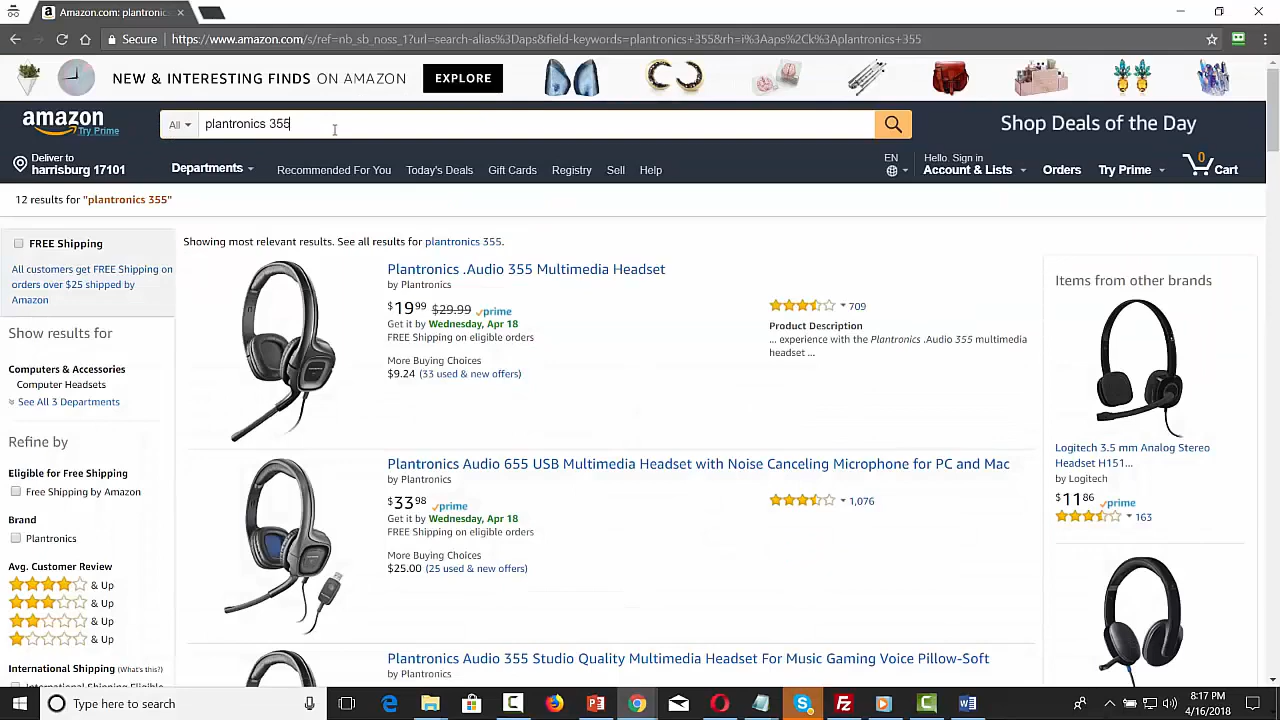 Amazon.com: plantronic
Secure
https://www.amazon.com/s/ref=nb_sb_noss_1?url=search-alias%3Daps&field-keywords=plantronics+355&rh=i%3Aaps%2Ck%3Aplantronics+355
NEW & INTERESTING FINDS ON AMAZON
EXPLORE
amazon
Try Prime
All
plantronics 355
Shop Deals of the Day
Deliver to
harrisburg 17101
Departments
Recommended For You
Today's Deals
Gift Cards
Registry
Sell
Help
EN
Hello. Sign in
Account & Lists
Orders
Try Prime
0
Cart
12 results for "plantronics 355"
FREE Shipping
All customers get FREE Shipping on
orders over $25 shipped by
Amazon
Show results for
Computers & Accessories
Computer Headsets
See All 3 Departments
Refine by
Eligible for Free Shipping
Free Shipping by Amazon
Brand
Plantronics
Avg. Customer Review
& Up
& Up
& Up
& Up
International Shipping (What's this?)
International Shipping Eligible
Showing most relevant results. See all results for plantronics 355.
Plantronics .Audio 355 Multimedia Headset
by Plantronics
$19 99 $29.99 prime
Get it by Wednesday, Apr 18
FREE Shipping on eligible orders
More Buying Choices
$9.24 (33 used & new offers)
709
Product Description
... experience with the Plantronics .Audio 355 multimedia
headset ...
Plantronics Audio 655 USB Multimedia Headset with Noise Canceling Microphone for PC and Mac
by Plantronics
$33 98 prime
Get it by Wednesday, Apr 18
FREE Shipping on eligible orders
More Buying Choices
$25.00 (25 used & new offers)
1,076
Plantronics Audio 355 Studio Quality Multimedia Headset For Music Gaming Voice Pillow-Soft
by Plantronics
Items from other brands
Logitech 3.5 mm Analog Stereo
Headset H151...
by Logitech
$11 86 prime
163
Type here to search
8:17 PM
4/16/2018